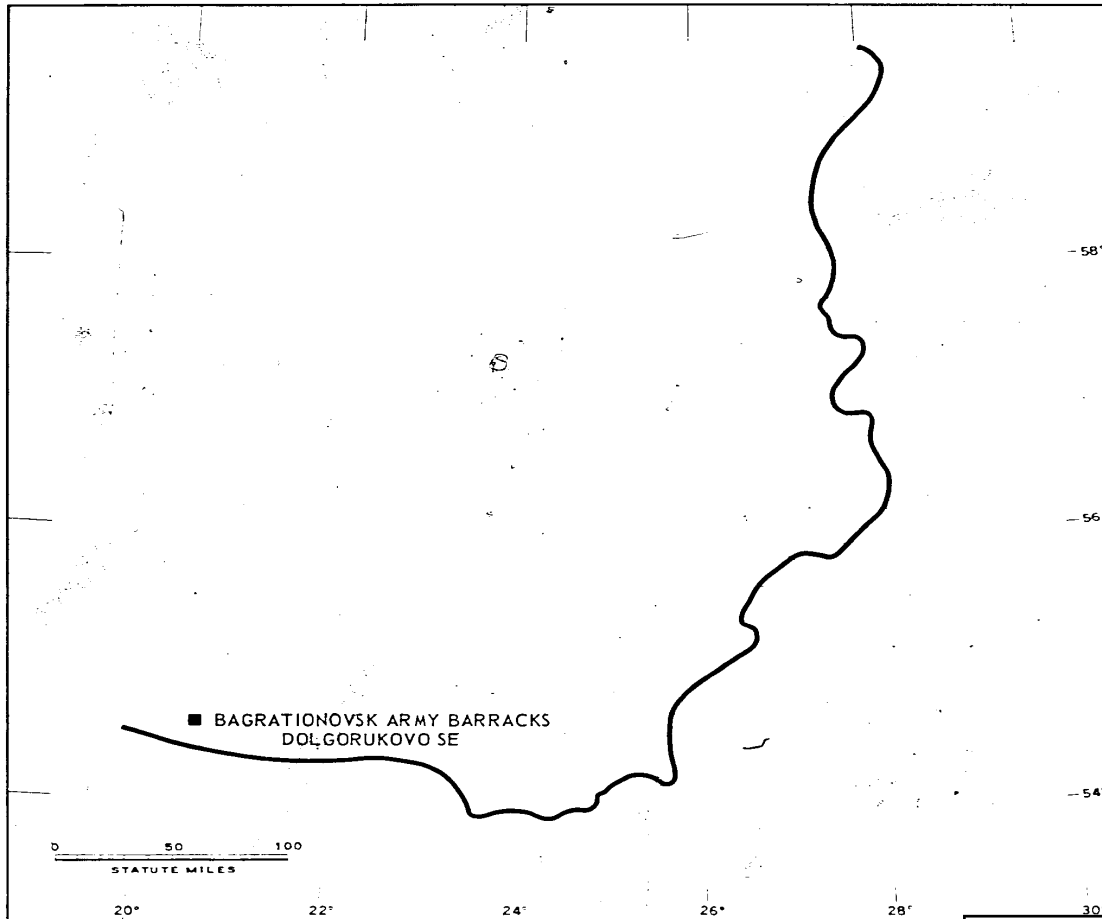 58°
56°
BAGRATIONOVSK ARMY BARRACKS
DOLGORUKOVO SE
54°
0 50 100
STATUTE MILES
20° 22° 24° 26° 28° 30